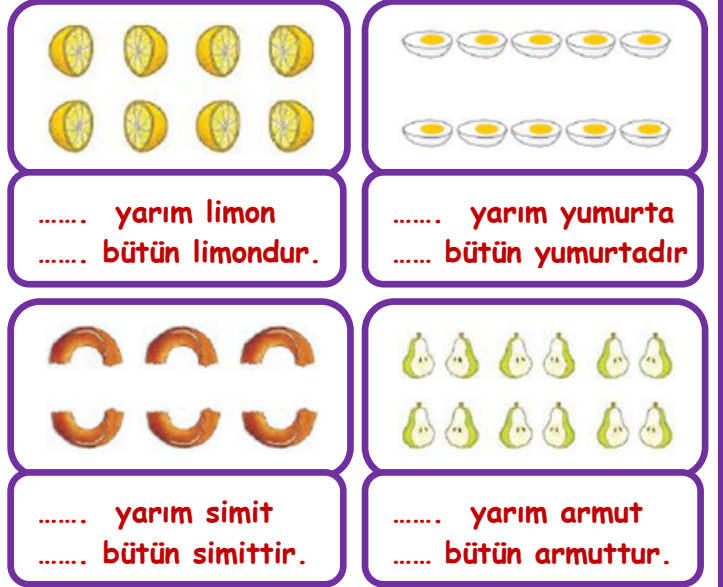 ……. yarım limon
……. bütün limondur.
……. yarım yumurta
…… bütün yumurtadır
……. yarım simit
……. bütün simittir.
……. yarım armut
…… bütün armuttur.